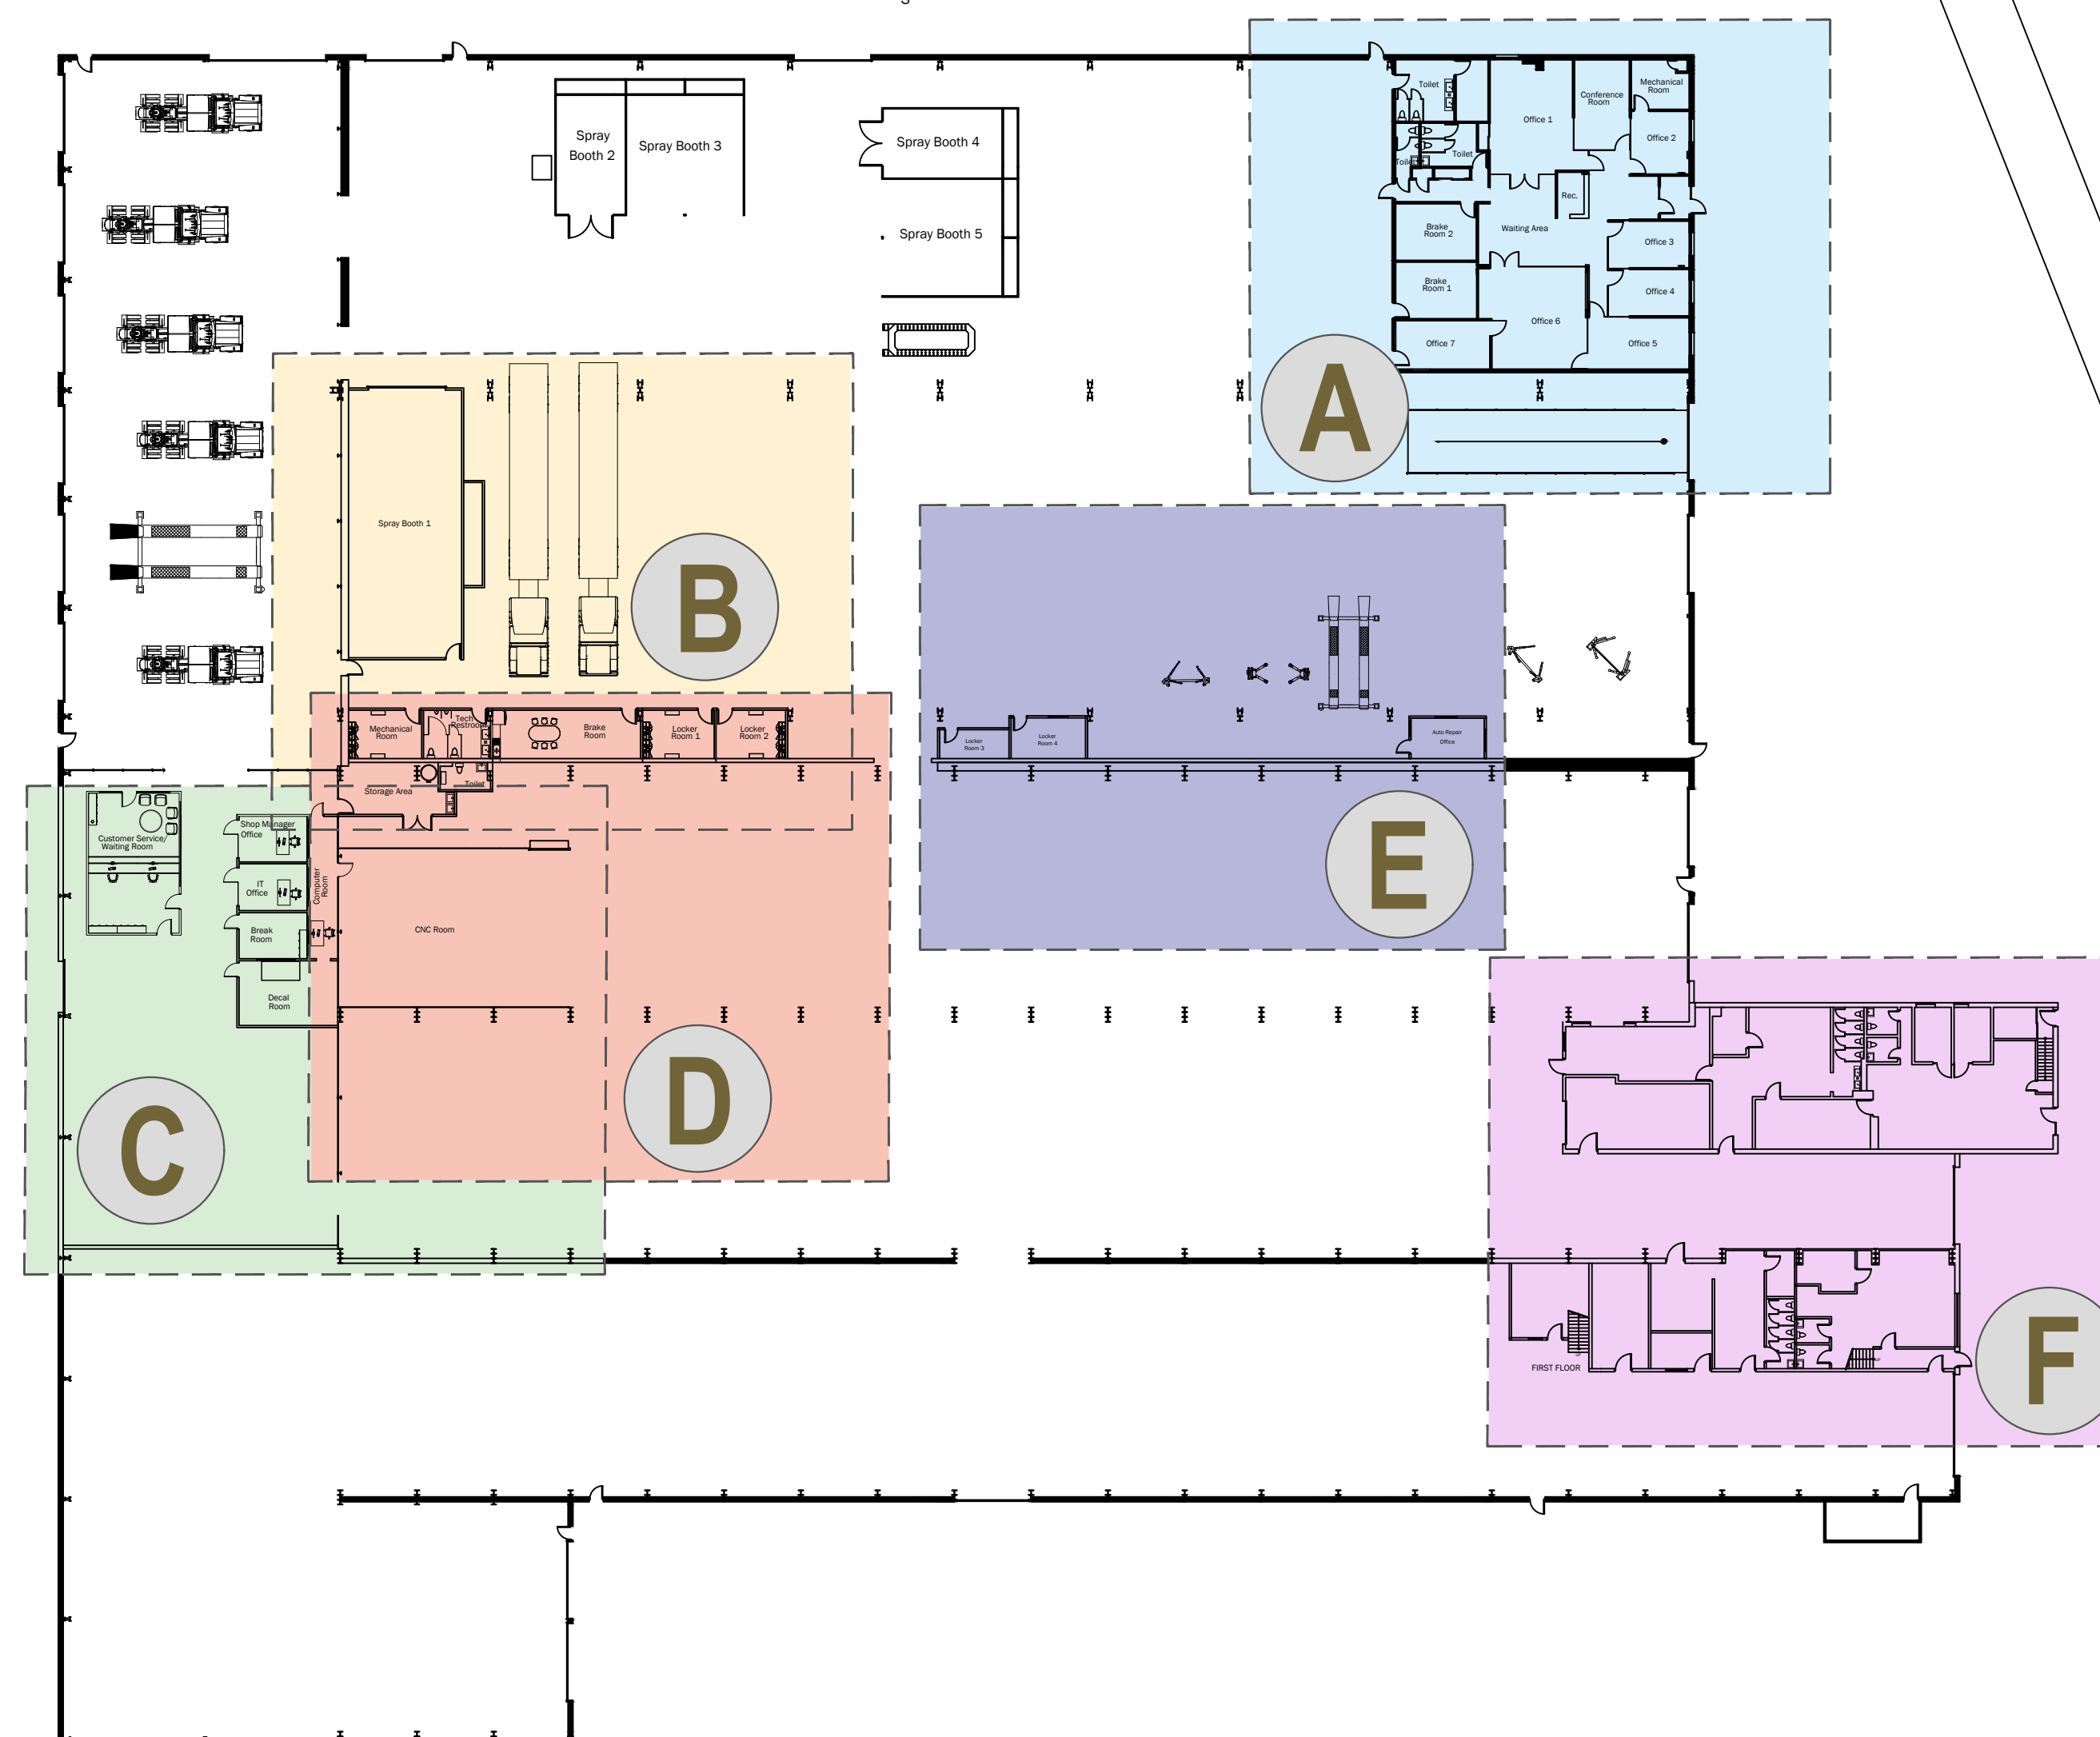 Spray
Booth 2
Spray Booth 3
Spray Booth 4
Spray Booth 5
Toilet
Toilet
Toilet
Office 1
Conference
Room
Mechanical
Room
Office 2
Rec.
Brake
Room 2
Waiting Area
Office 3
Brake
Room 1
Office 4
Office 6
Office 7
Office 5
A
Spray Booth 1
B
Mechanical
Room
Tech
Restroom
Brake
Room
Locker
Room 1
Locker
Room 2
Toilet
Storage Area
Locker
Room 3
Locker
Room 4
Auto Repair
Office
E
Customer Service/
Waiting Room
Shop Manager
Office
IT
Office
Computer
Room
Break
Room
Decal
Room
CNC Room
C
D
FIRST FLOOR
F